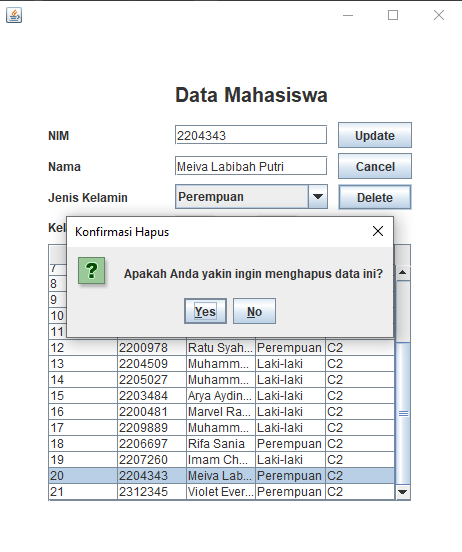 Data Mahasiswa
NIM 2204343 Update
Nama Meiva Labibah Putri Cancel
Jenis Kelamin Perempuan Delete
Kel
Konfirmasi Hapus
Apakah Anda yakin ingin menghapus data ini?
Yes No
7
8
9
10
11
12 2200978 Ratu Syah... Perempuan C2
13 2204509 Muhamm... Laki-laki C2
14 2205027 Muhamm... Laki-laki C2
15 2203484 Arya Aydin... Laki-laki C2
16 2200481 Marvel Ra... Laki-laki C2
17 2209889 Muhamm... Laki-laki C2
18 2206697 Rifa Sania Perempuan C2
19 2207260 Imam Ch... Laki-laki C2
20 2204343 Meiva Lab... Perempuan C2
21 2312345 Violet Ever... Perempuan C2